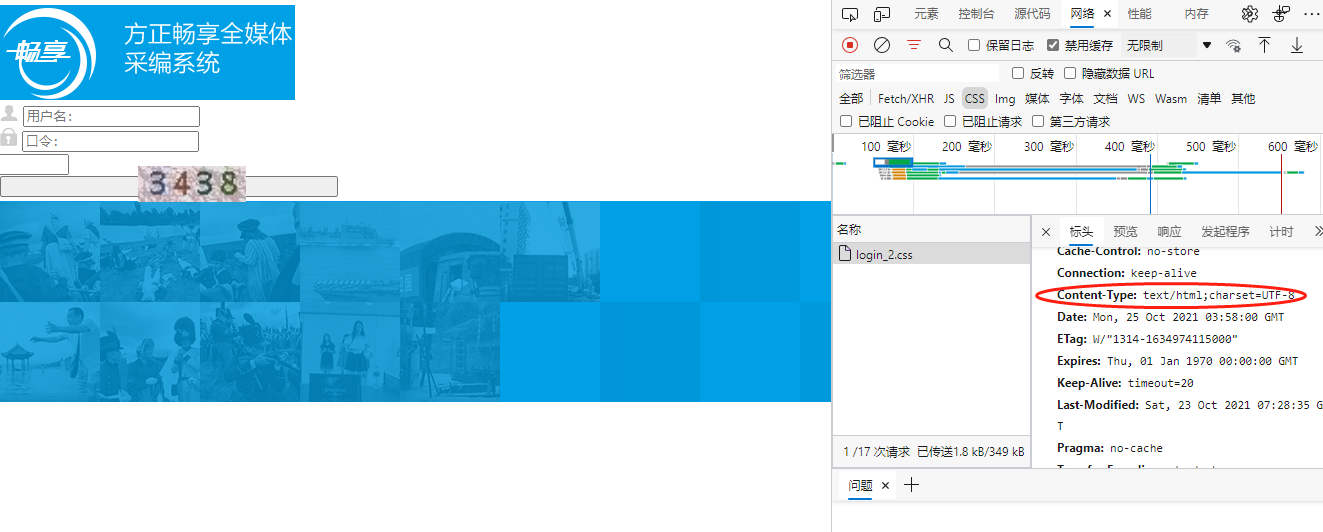 畅享
方正畅享全媒体
采编系统
用户名:
口令:
3438
元素 控制台 源代码 网络 × 性能 内存
保留日志 禁用缓存 无限制
筛选器 反转 隐藏数据 URL
全部 Fetch/XHR JS CSS Img 媒体 字体 文档 WS Wasm 清单 其他
已阻止 Cookie 已阻止请求 第三方请求
100 毫秒 200 毫秒 300 毫秒 400 毫秒 500 毫秒 600 毫秒
名称
login_2.css
1 /17 次请求 已传送1.8 kB/349 kB
× 标头 预览 响应 发起程序 计时
Cache-Control: no-store
Connection: keep-alive
Content-Type: text/html;charset=UTF-8
Date: Mon, 25 Oct 2021 03:58:00 GMT
ETag: W/"1314-1634974115000"
Expires: Thu, 01 Jan 1970 00:00:00 GMT
Keep-Alive: timeout=20
Last-Modified: Sat, 23 Oct 2021 07:28:35 G
T
Pragma: no-cache
问题 ×